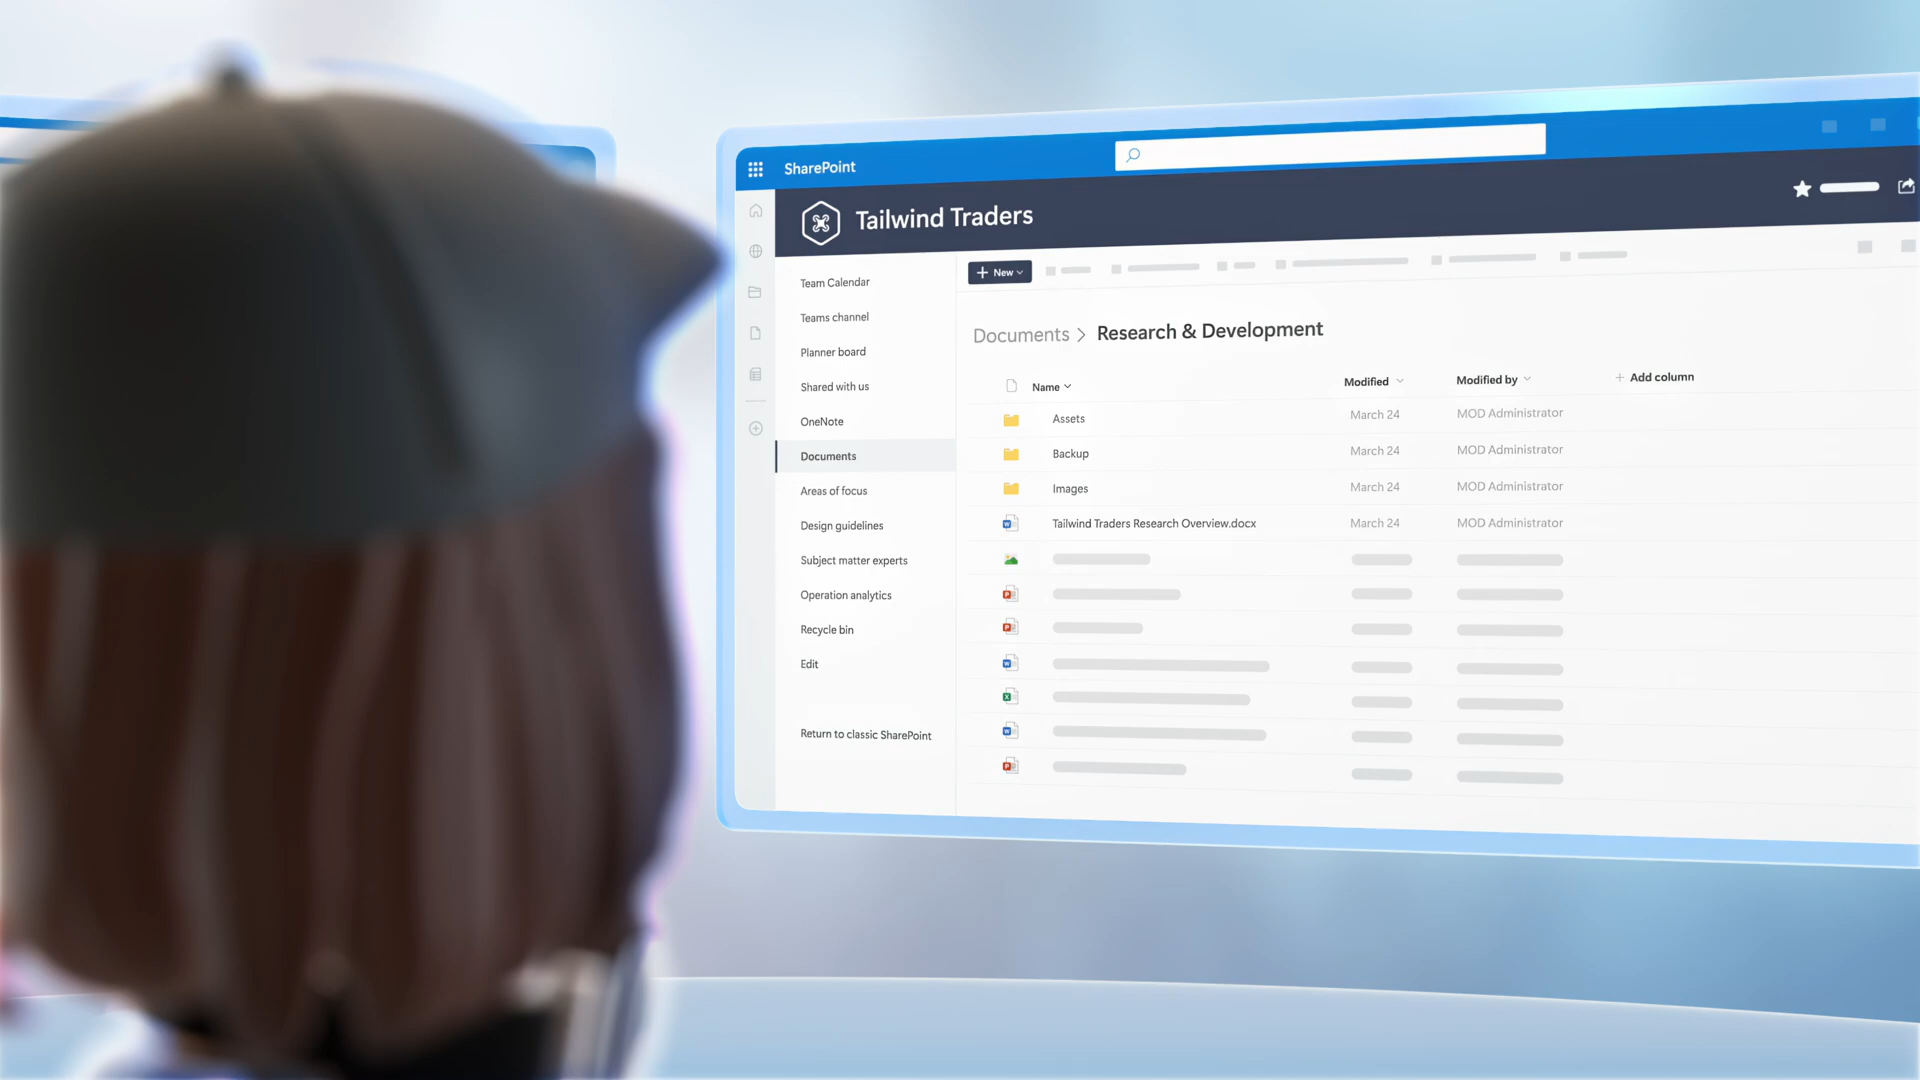 SharePoint
Tailwind Traders
New
Team Calendar
Teams channel
Planner board
Shared with us
OneNote
Documents
Areas of focus
Design guidelines
Subject matter experts
Operation analytics
Recycle bin
Edit
Return to classic SharePoint
Documents > Research & Development
Name Modified Modified by + Add column
Assets March 24 MOD Administrator
Backup March 24 MOD Administrator
Images March 24 MOD Administrator
Tailwind Traders Research Overview.docx March 24 MOD Administrator